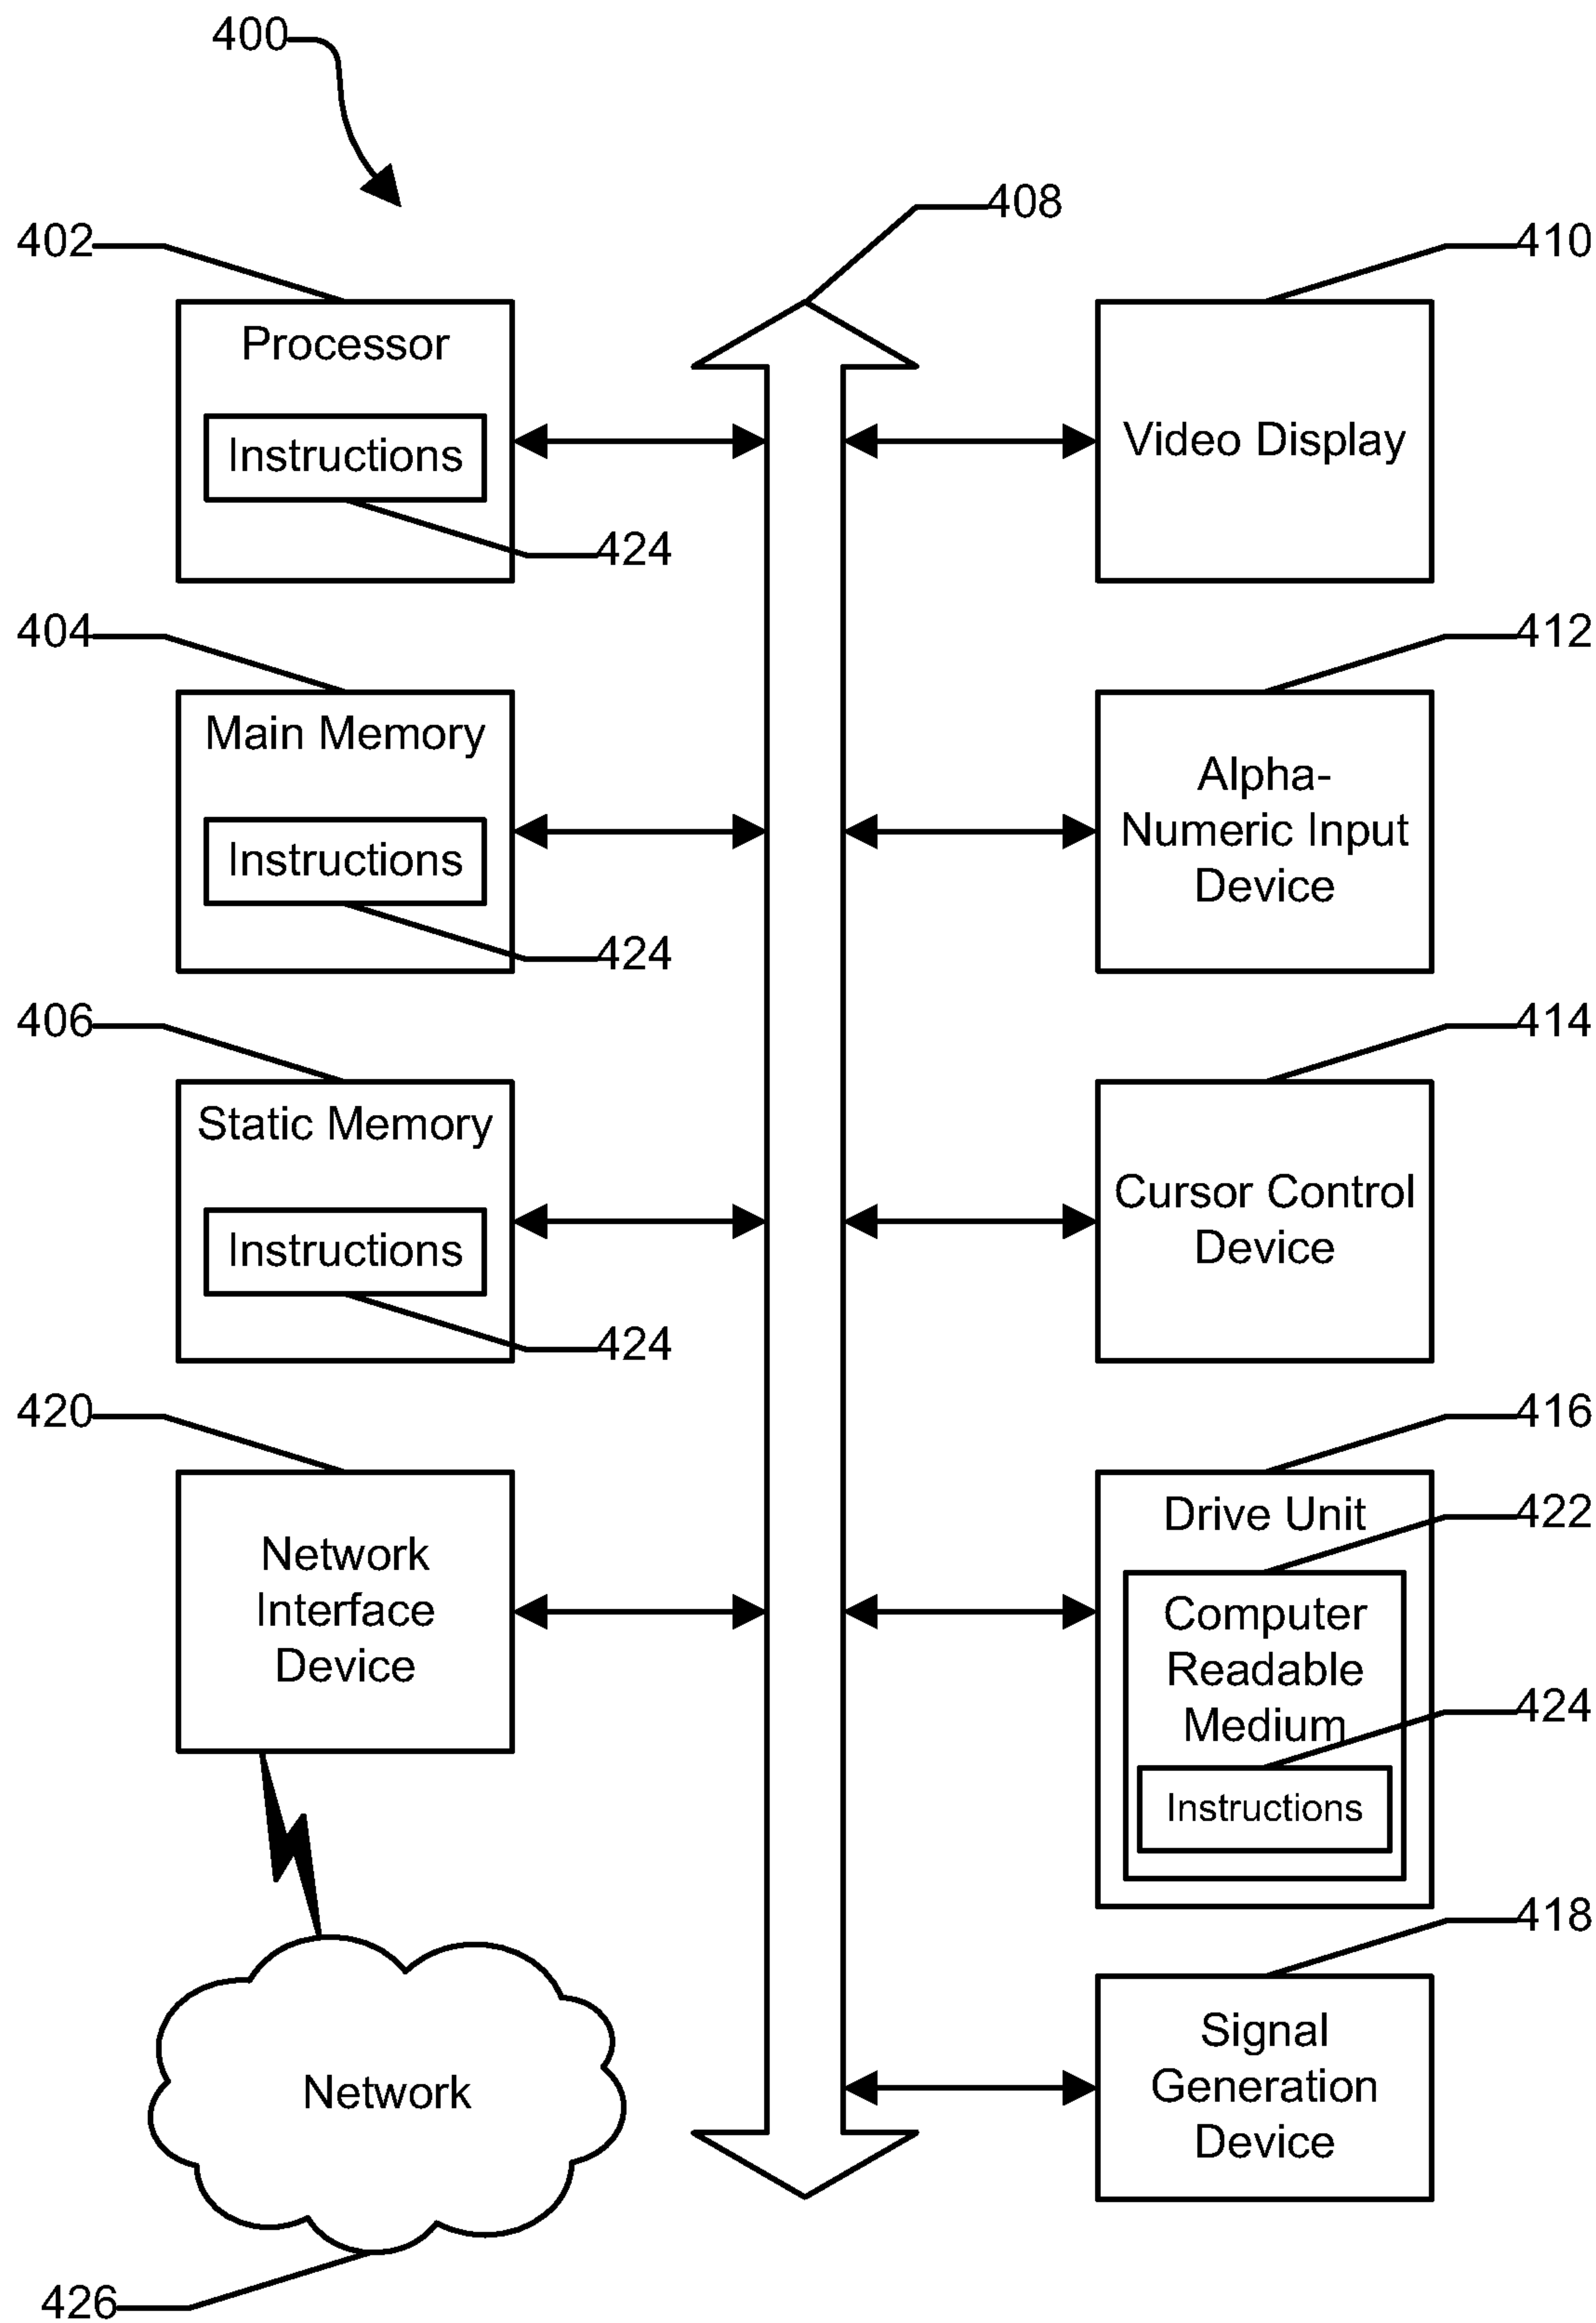 400
408
402
410
Processor
Instructions
424
Video Display
404
412
Main Memory
Instructions
424
Alpha-
Numeric Input
Device
406
414
Static Memory
Instructions
424
Cursor Control
Device
420
416
Network
Interface
Device
Drive Unit
422
Computer
Readable
Medium
424
Instructions
418
Signal
Generation
Device
Network
426